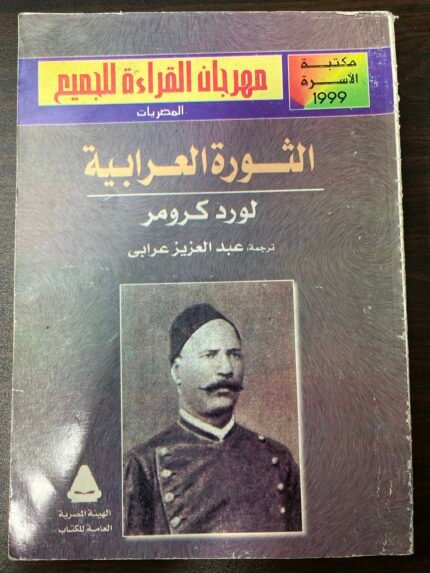 مكتبة
الأسرة
1999
مهرجان القراءة للجميع
المصريات
الثورة العرابية
لورد كرومر
ترجمة: عبد العزيز عرابى
الهيئة المصرية
العامة للكتاب